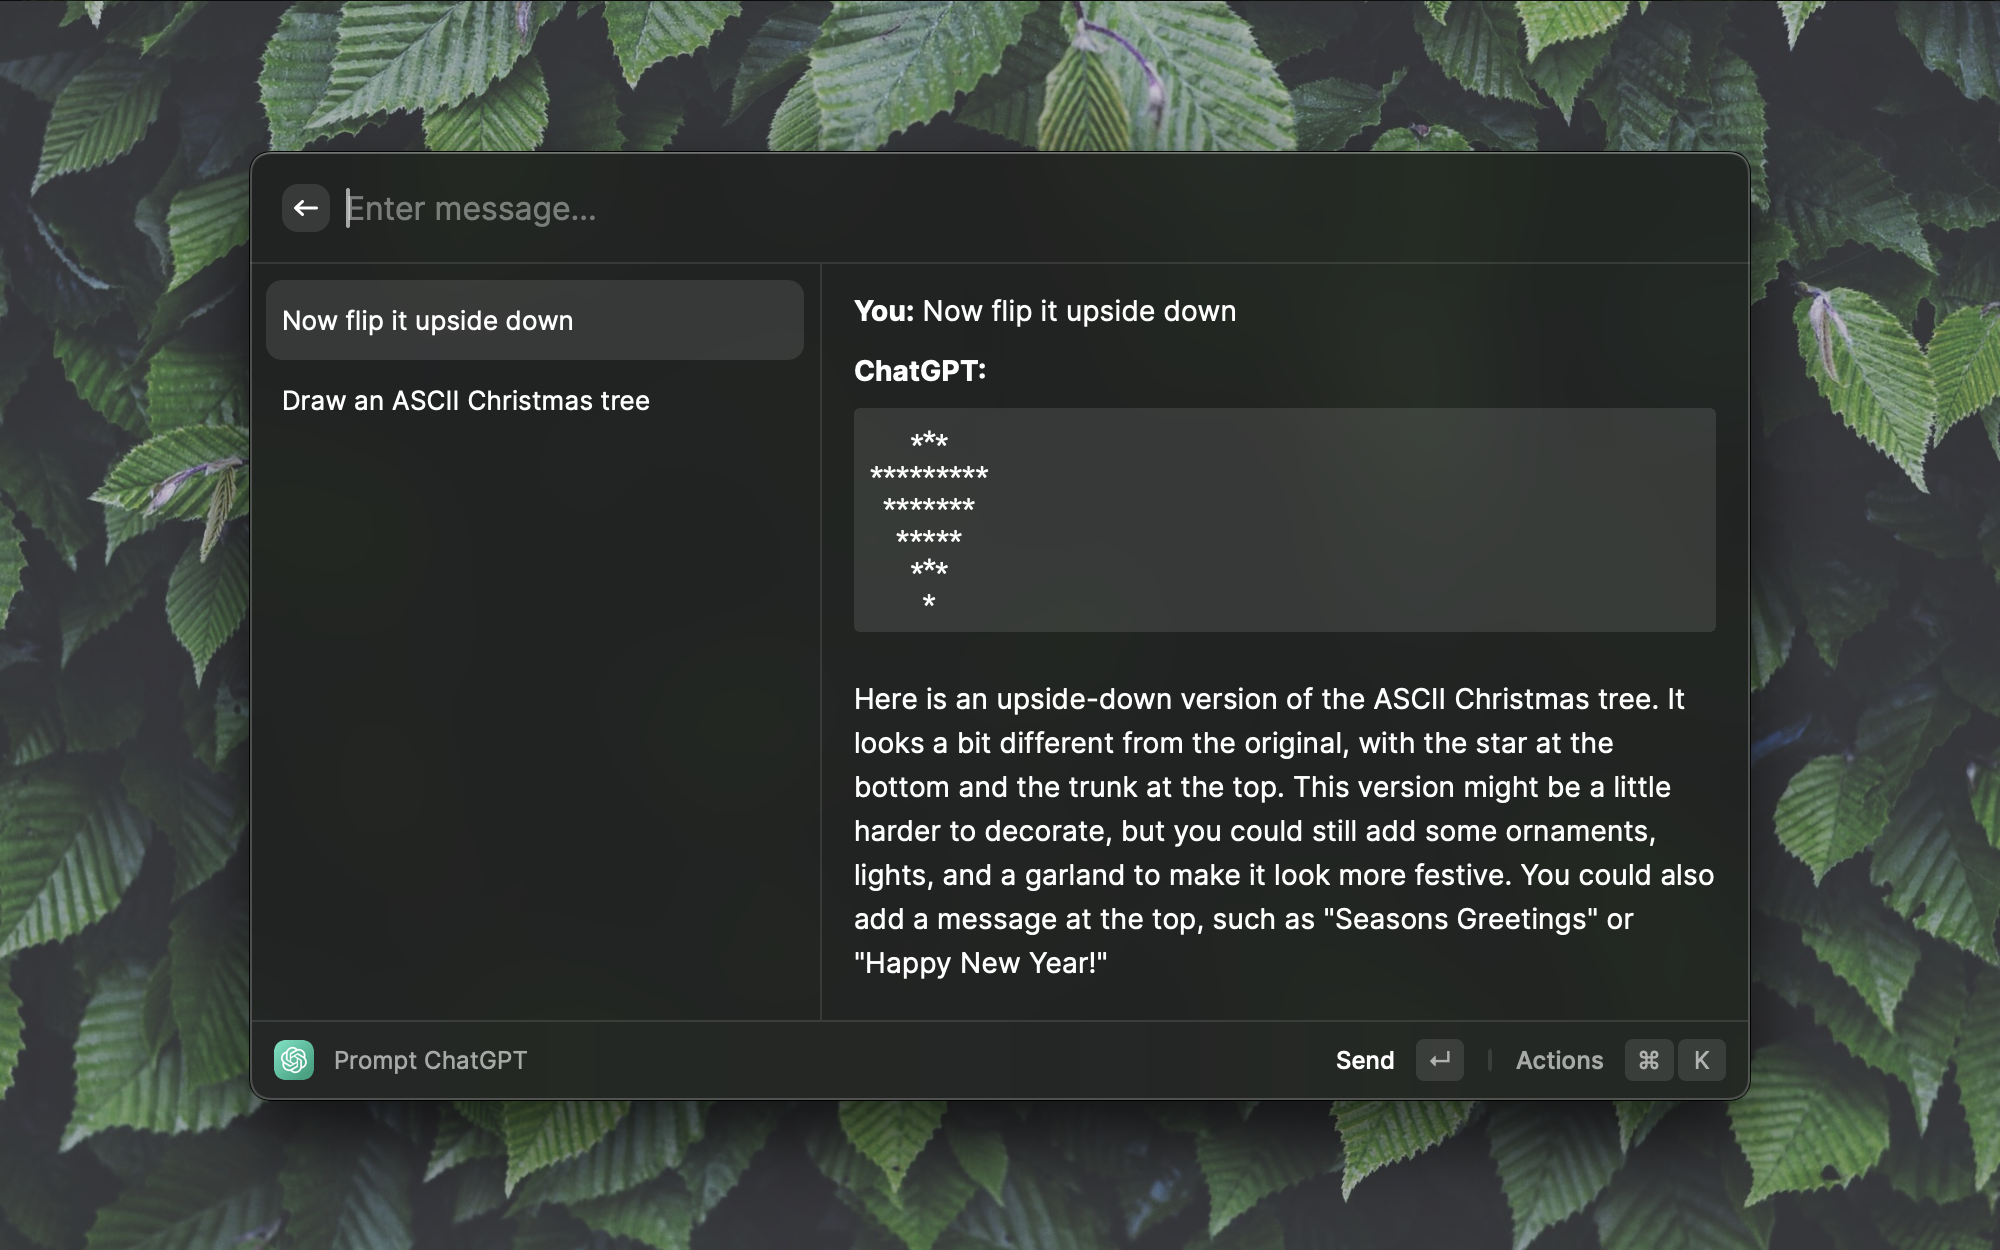 Enter message...
Now flip it upside down
Draw an ASCII Christmas tree
You: Now flip it upside down
ChatGPT:
   ***
*********
 *******
  *****
   ***
    *
Here is an upside-down version of the ASCII Christmas tree. It
looks a bit different from the original, with the star at the
bottom and the trunk at the top. This version might be a little
harder to decorate, but you could still add some ornaments,
lights, and a garland to make it look more festive. You could also
add a message at the top, such as "Seasons Greetings" or
"Happy New Year!"
Prompt ChatGPT
Send ↵ | Actions ⌘ K